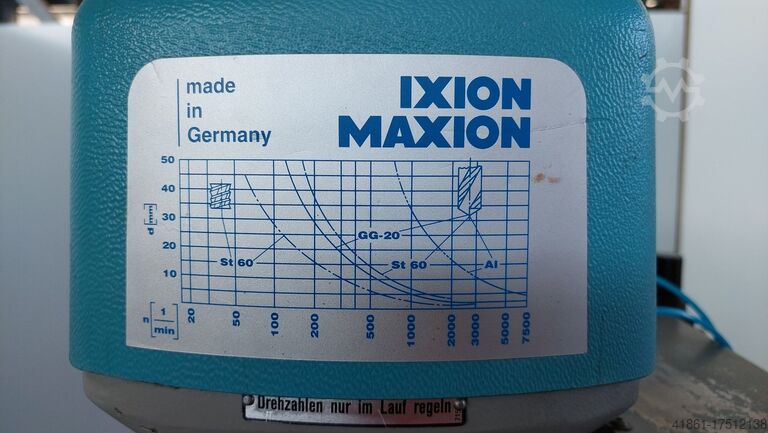 made
in
Germany
IXION
MAXION
50
40
30
20
10
d [mm]
St 60
GG-20
St 60
Al
n [1/min]
20 50 100 200 500 1000 2000 3000 5000 7500
Drehzahlen nur im Lauf regeln
41861-17512138